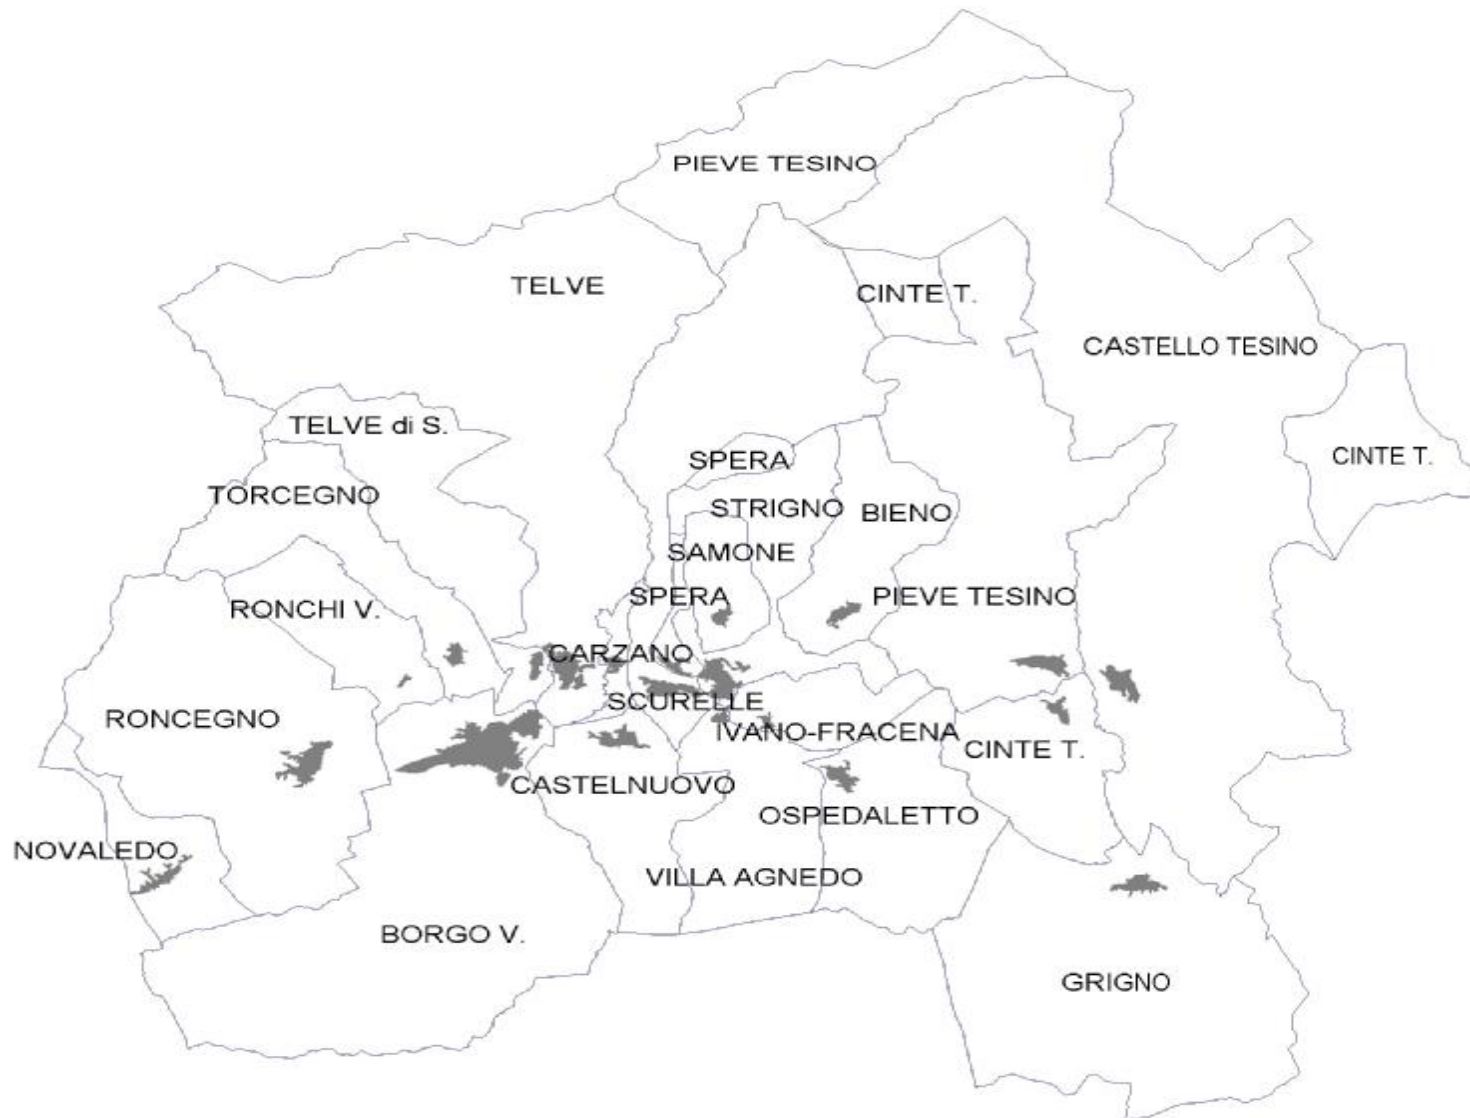 PIEVE TESINO
TELVE
CINTE T.
CASTELLO TESINO
TELVE di S.
SPERA
CINTE T.
TORCEGNO
STRIGNO
BIENO
SAMONE
RONCHI V.
SPERA
PIEVE TESINO
CARZANO
SCURELLE
RONCEGNO
IVANO-FRACENA
CINTE T.
CASTELNUOVO
OSPEDALETTO
NOVALEDO
VILLA AGNEDO
BORGO V.
GRIGNO